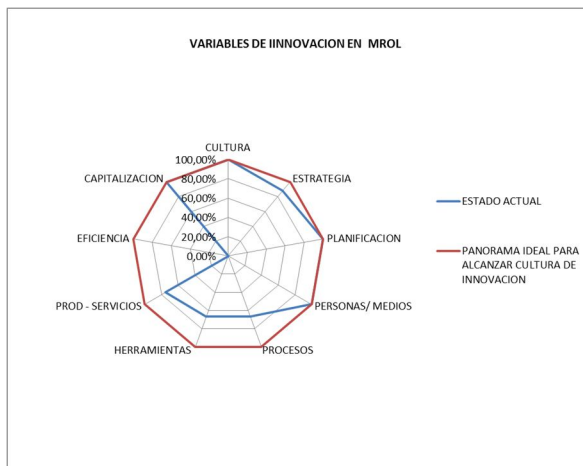 VARIABLES DE IINNOVACION EN MROL
CULTURA
100,00%
80,00%
60,00%
40,00%
20,00%
0,00%
ESTRATEGIA
PLANIFICACION
PERSONAS/ MEDIOS
PROCESOS
HERRAMIENTAS
PROD - SERVICIOS
EFICIENCIA
CAPITALIZACION
ESTADO ACTUAL
PANORAMA IDEAL PARA
ALCANZAR CULTURA DE
INNOVACION